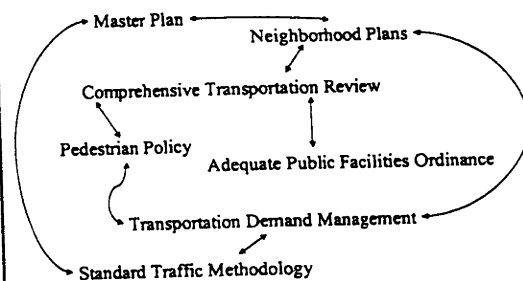 Master Plan
Neighborhood Plans
Comprehensive Transportation Review
Pedestrian Policy
Adequate Public Facilities Ordinance
Transportation Demand Management
Standard Traffic Methodology